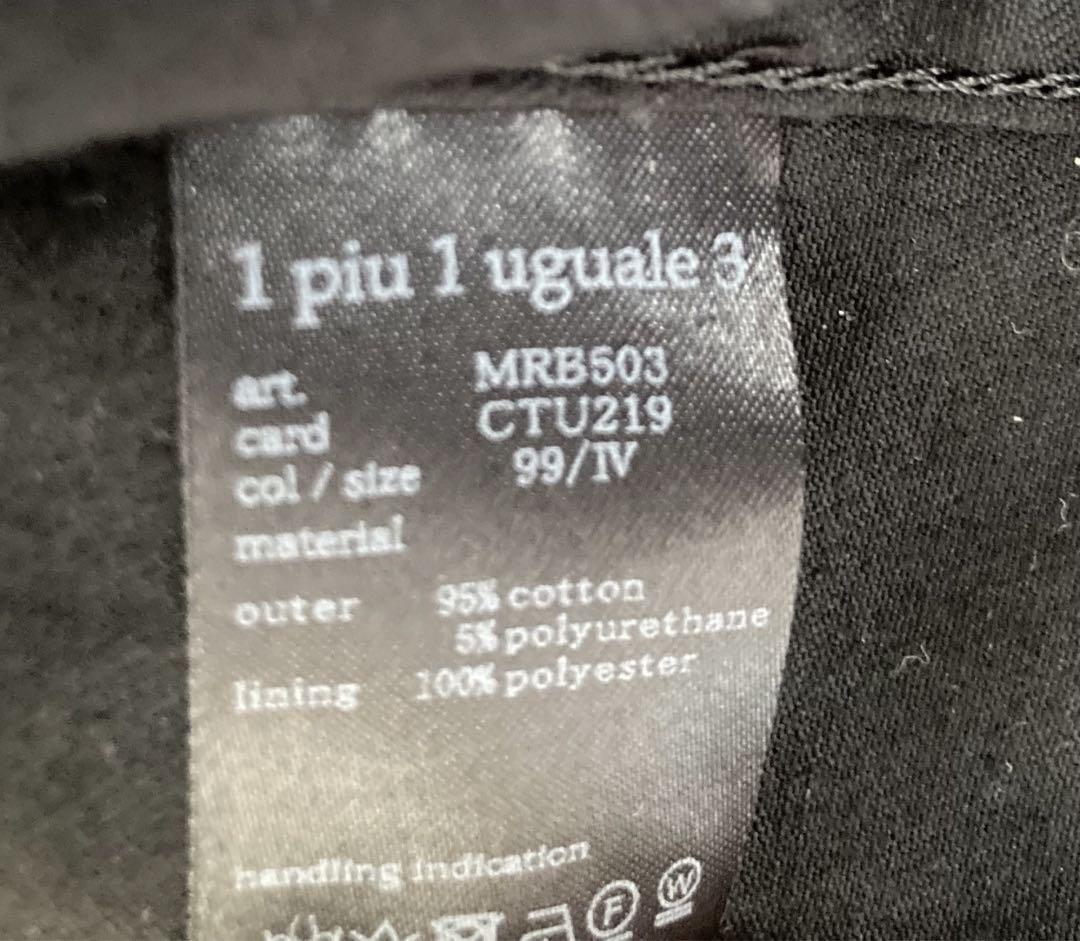 1 piu 1 uguale 3
art. MRB503
card CTU219
col / size 99/IV
material
outer 95% cotton
5% polyurethane
lining 100% polyester
handling indication
F W